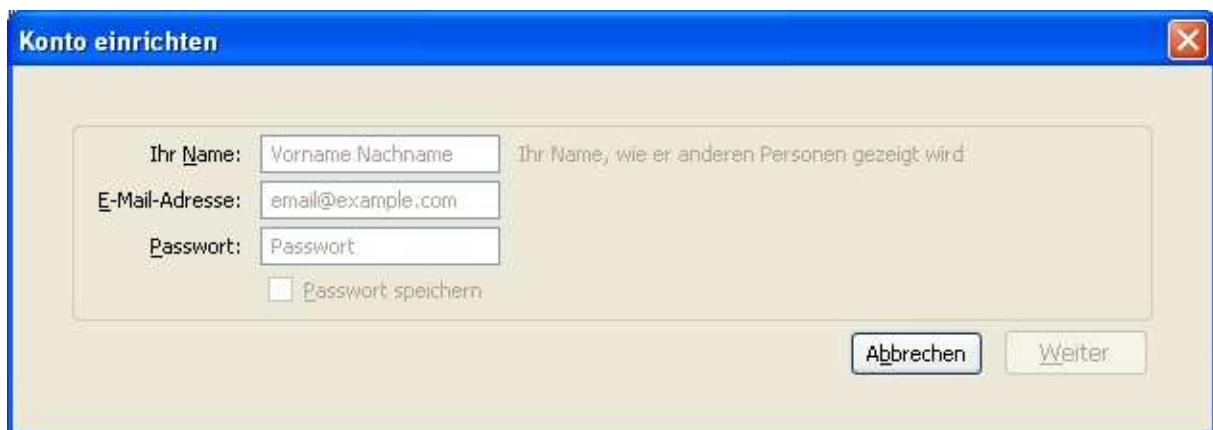 Konto einrichten
Ihr Name: Vorname Nachname Ihr Name, wie er anderen Personen gezeigt wird
E-Mail-Adresse: email@example.com
Passwort: Passwort
Passwort speichern
Abbrechen Weiter